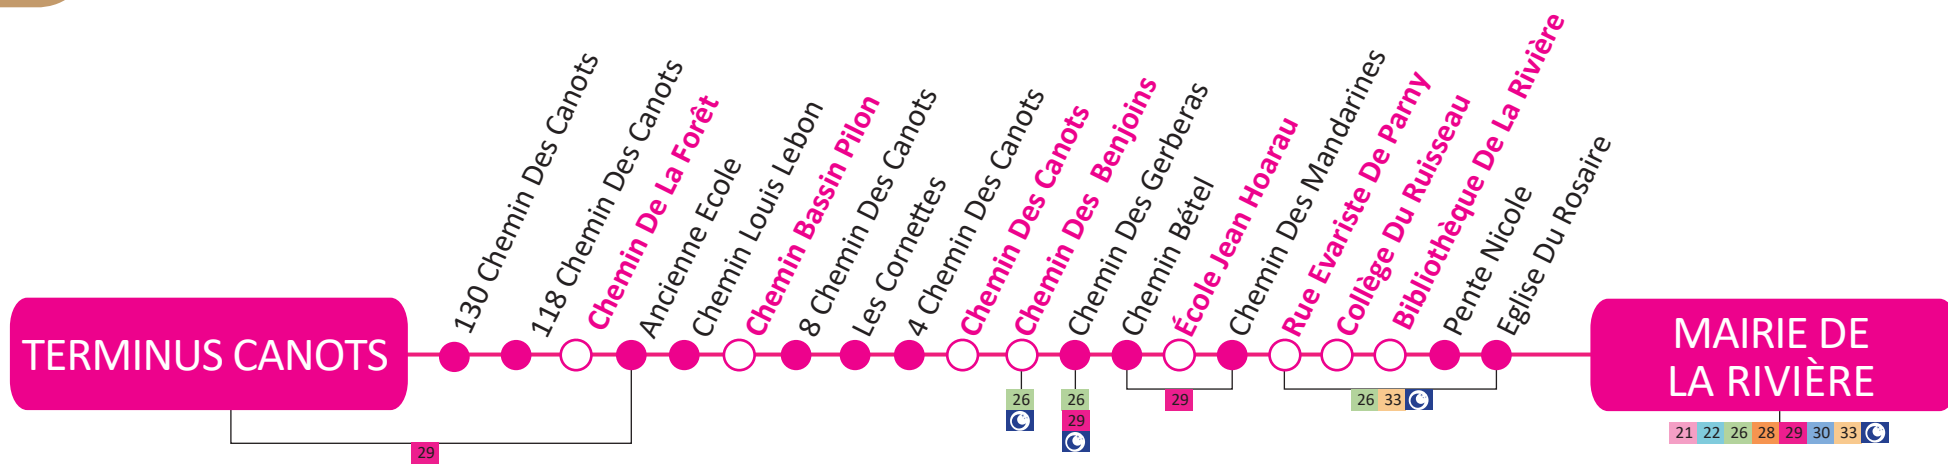 TERMINUS CANOTS
130 Chemin Des Canots
118 Chemin Des Canots
Chemin De La Forêt
Ancienne Ecole
Chemin Louis Lebon
Chemin Bassin Pilon
8 Chemin Des Canots
Les Cornettes
4 Chemin Des Canots
Chemin Des Canots
Chemin Des Benjoins
Chemin Des Gerberas
Chemin Bétel
École Jean Hoarau
Chemin Des Mandarines
Rue Evariste De Parny
Collège Du Ruisseau
Bibliothèque De La Rivière
Pente Nicole
Eglise Du Rosaire
MAIRIE DE
LA RIVIÈRE
29
26
26
29
29
26 33
21 22 26 28 29 30 33